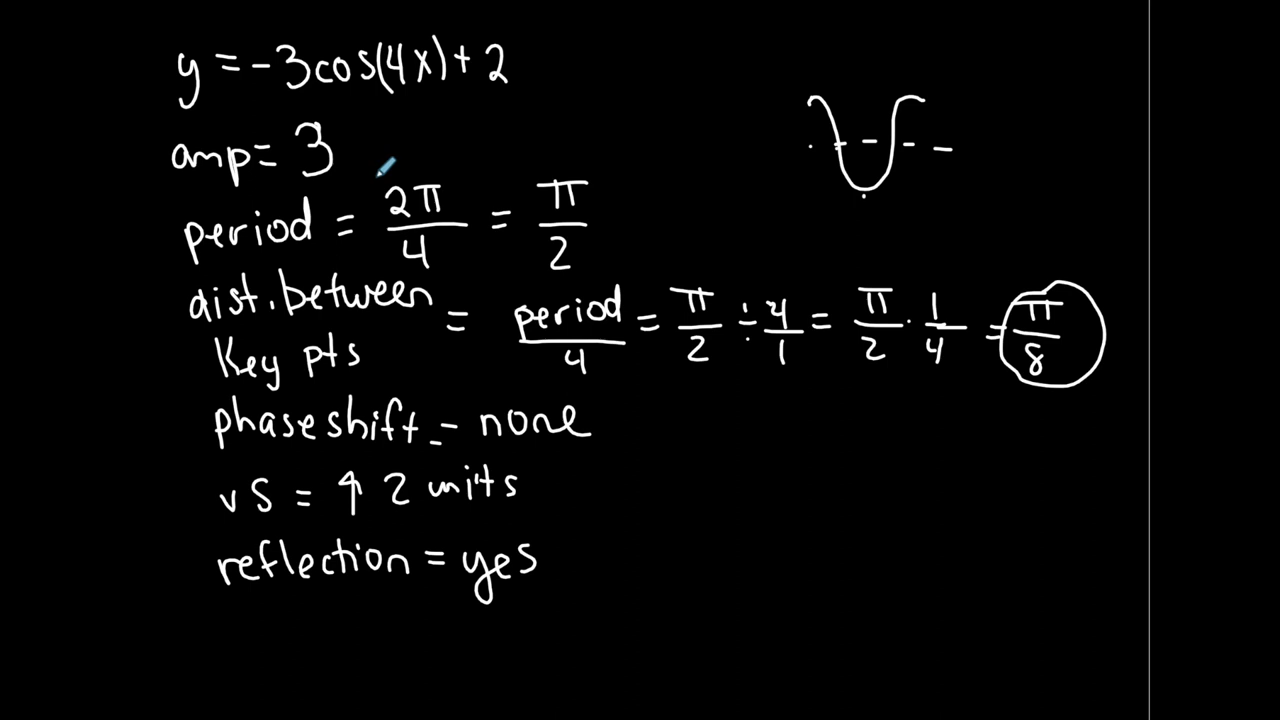 y = -3cos(4x)+2
amp= 3
period = 2π/4 = π/2
dist. between Key pts = period/4 = π/2 ÷ 4/1 = π/2 · 1/4 = π/8
phase shift = none
vS = ↑ 2 units
reflection = yes